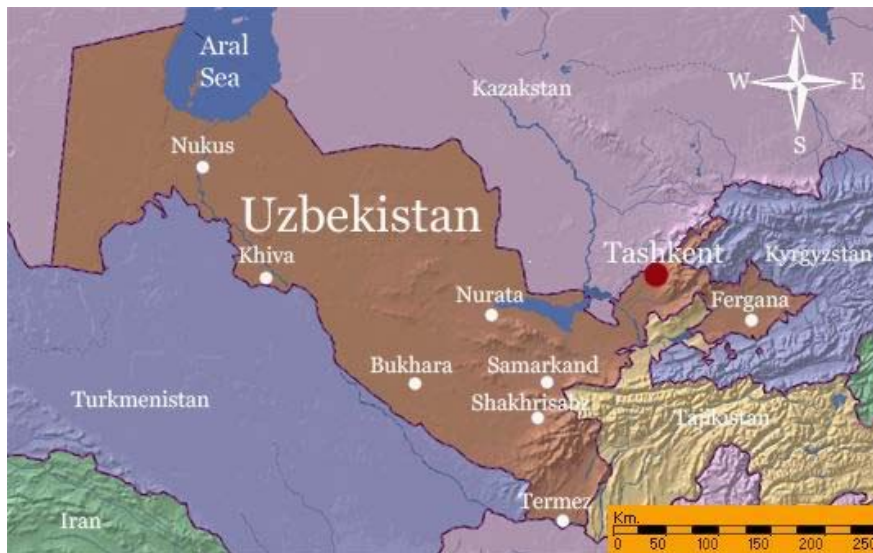 Aral
Sea
N
W
E
S
Kazakstan
Nukus
Uzbekistan
Khiva
Tashkent
Kyrgyzstan
Nurata
Fergana
Bukhara
Samarkand
Shakhrisabz
Turkmenistan
Tajikistan
Termez
Iran
Km.
0 50 100 150 200 250